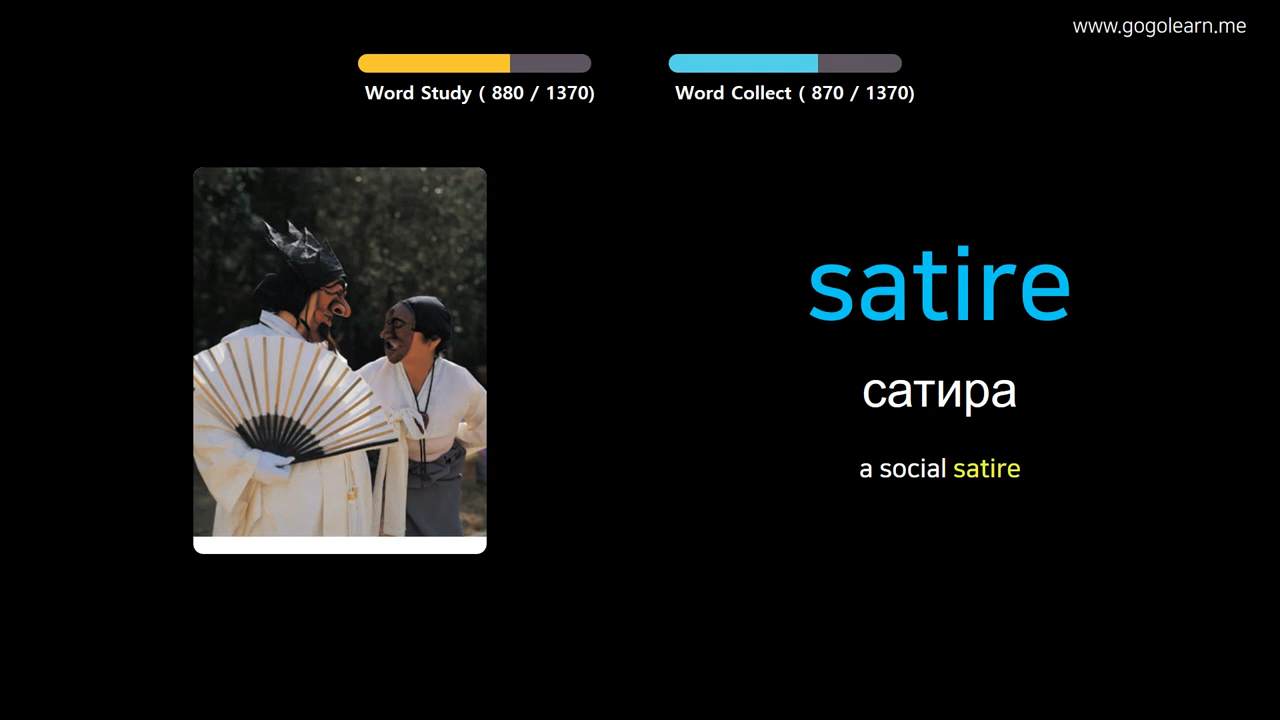 www.gogolearn.me
Word Study ( 880 / 1370)
Word Collect ( 870 / 1370)
satire
сатира
a social satire